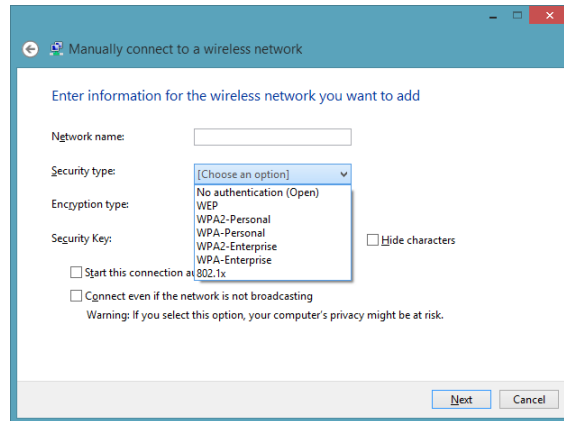 Manually connect to a wireless network
Enter information for the wireless network you want to add
Network name:
Security type:
[Choose an option]
No authentication (Open)
WEP
WPA2-Personal
WPA-Personal
WPA2-Enterprise
WPA-Enterprise
802.1x
Encryption type:
Security Key:
Hide characters
Start this connection a
Connect even if the network is not broadcasting
Warning: If you select this option, your computer's privacy might be at risk.
Next
Cancel